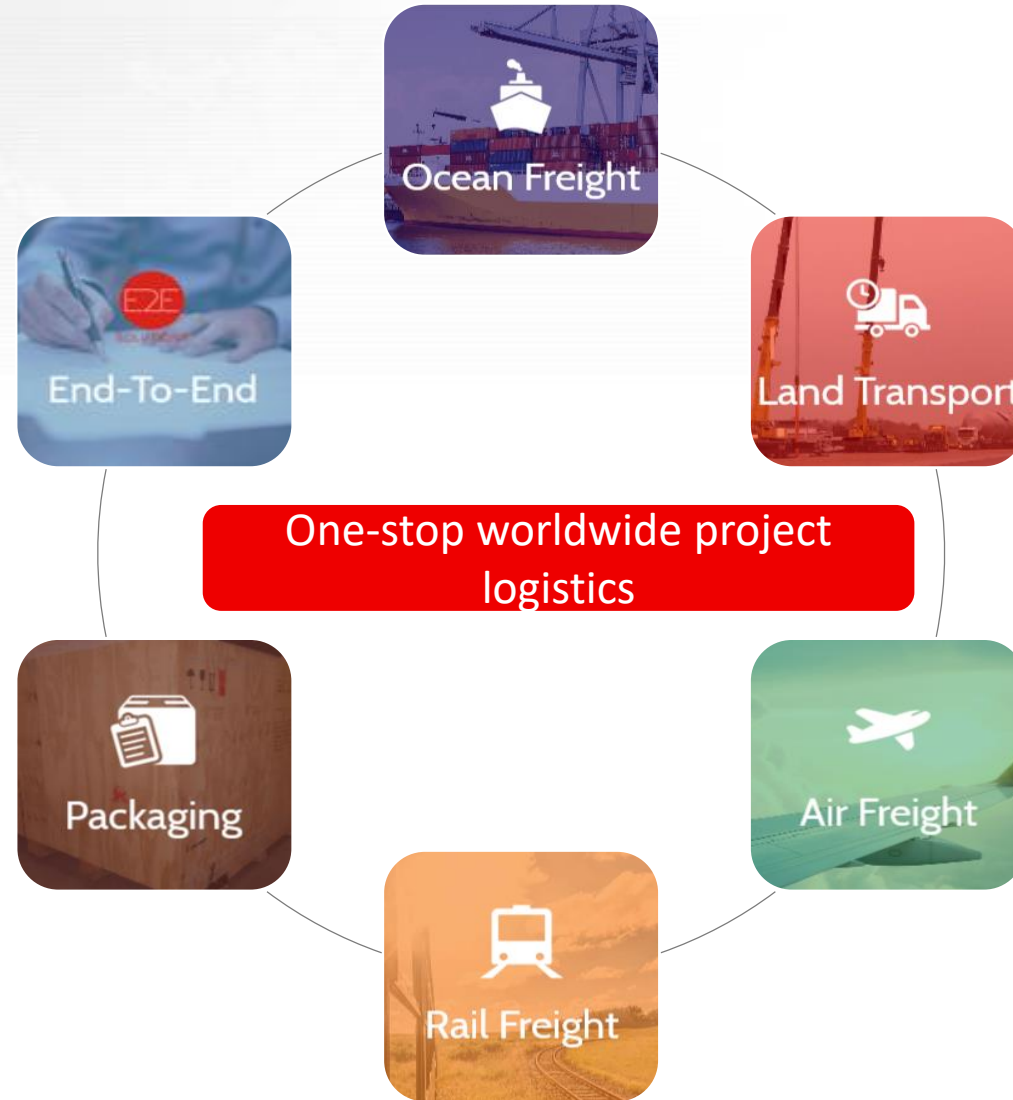 Ocean Freight
E2E
End-To-End
Land Transport
One-stop worldwide project
logistics
Packaging
Air Freight
Rail Freight